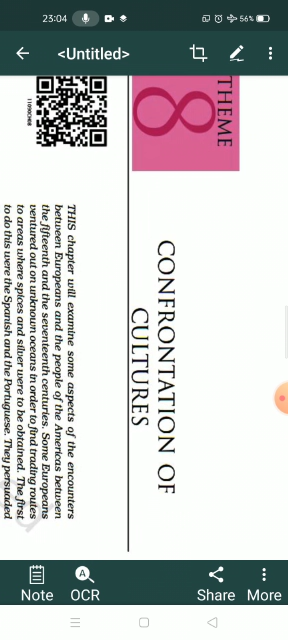 23:04
56%
<Untitled>
THEME
8
11090CH08
CONFRONTATION OF
CULTURES
THIS chapter will examine some aspects of the encounters
between Europeans and the people of the Americas between
the fifteenth and the seventeenth centuries. Some Europeans
ventured out on unknown oceans in order to find trading routes
to areas where spices and silver were to be obtained. The first
to do this were the Spanish and the Portuguese. They persuaded
Note
OCR
Share
More